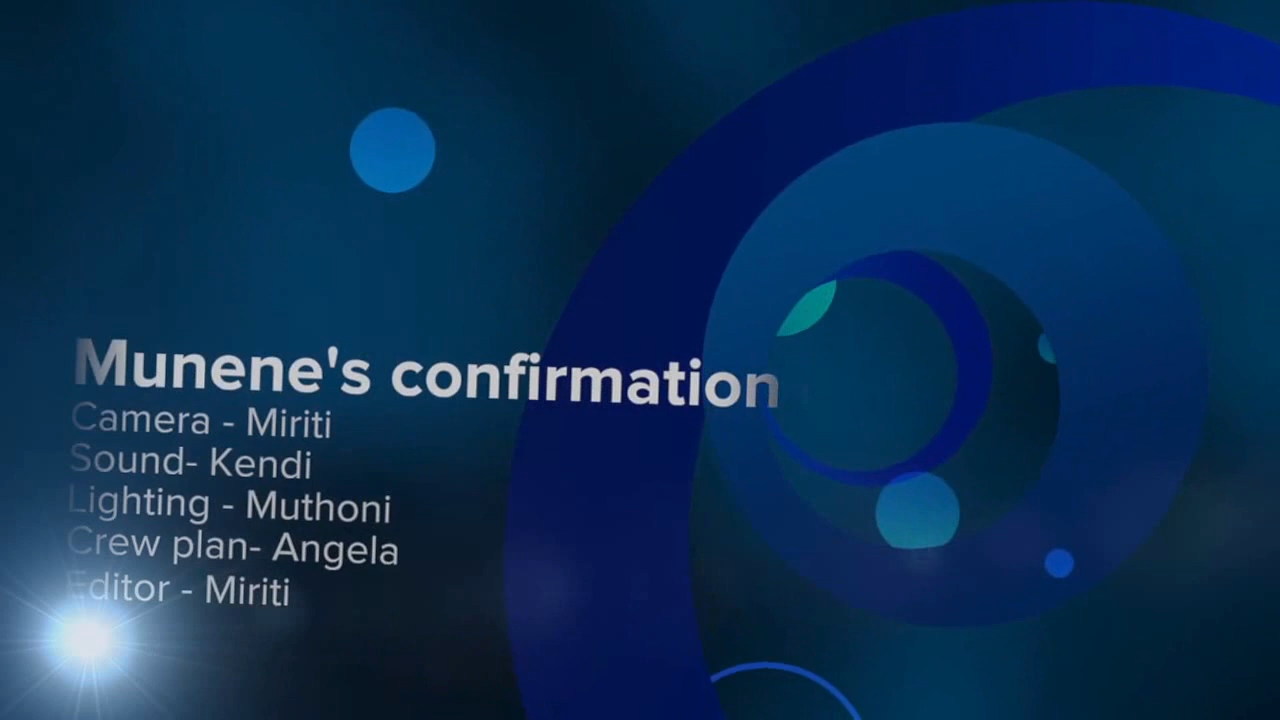 Munene's confirmation
Camera - Miriti
Sound- Kendi
Lighting - Muthoni
Crew plan- Angela
Editor - Miriti